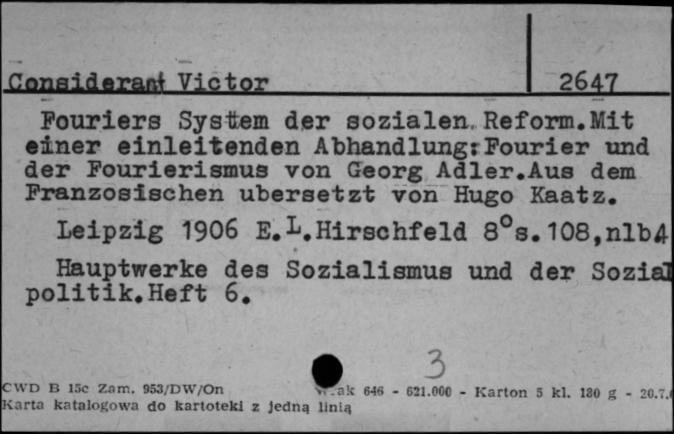 Considerant Victor 2647
Fouriers System der sozialen Reform.Mit
einer einleitenden Abhandlung:Fourier und
der Fourierismus von Georg Adler.Aus dem
Franzosischen ubersetzt von Hugo Kaatz.
Leipzig 1906 E.L.Hirschfeld 8°s.108,nlb4
Hauptwerke des Sozialismus und der Sozial
politik.Heft 6.
3
CWD B 15c Zam. 953/DW/On 646 - 621.000 - Karton 5 kl. 180 g - 20.7.
Karta katalogowa do kartoteki z jedną linią